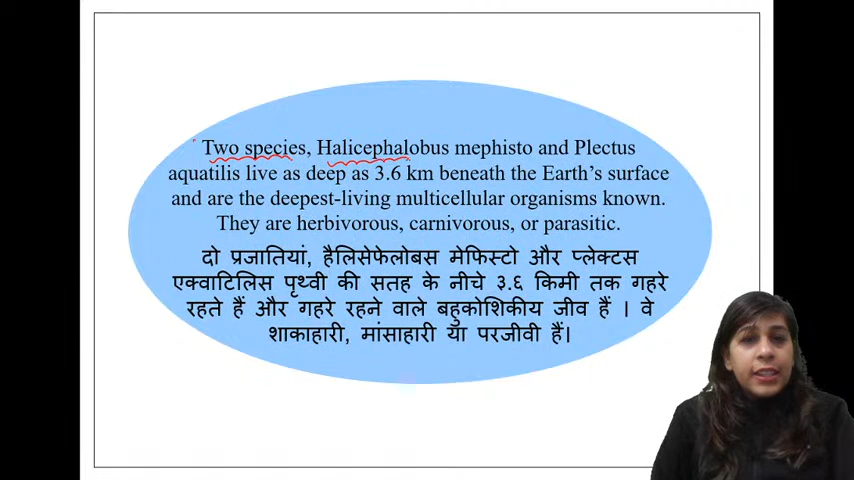 Two species, Halicephalobus mephisto and Plectus
aquatilis live as deep as 3.6 km beneath the Earth’s surface
and are the deepest-living multicellular organisms known.
They are herbivorous, carnivorous, or parasitic.
दो प्रजातियां, हैलिसेफेलोबस मेफिस्टो और प्लेक्टस
एक्वाटिलिस पृथ्वी की सतह के नीचे ३.६ किमी तक गहरे
रहते हैं और गहरे रहने वाले बहुकोशिकीय जीव हैं । वे
शाकाहारी, मांसाहारी या परजीवी हैं।